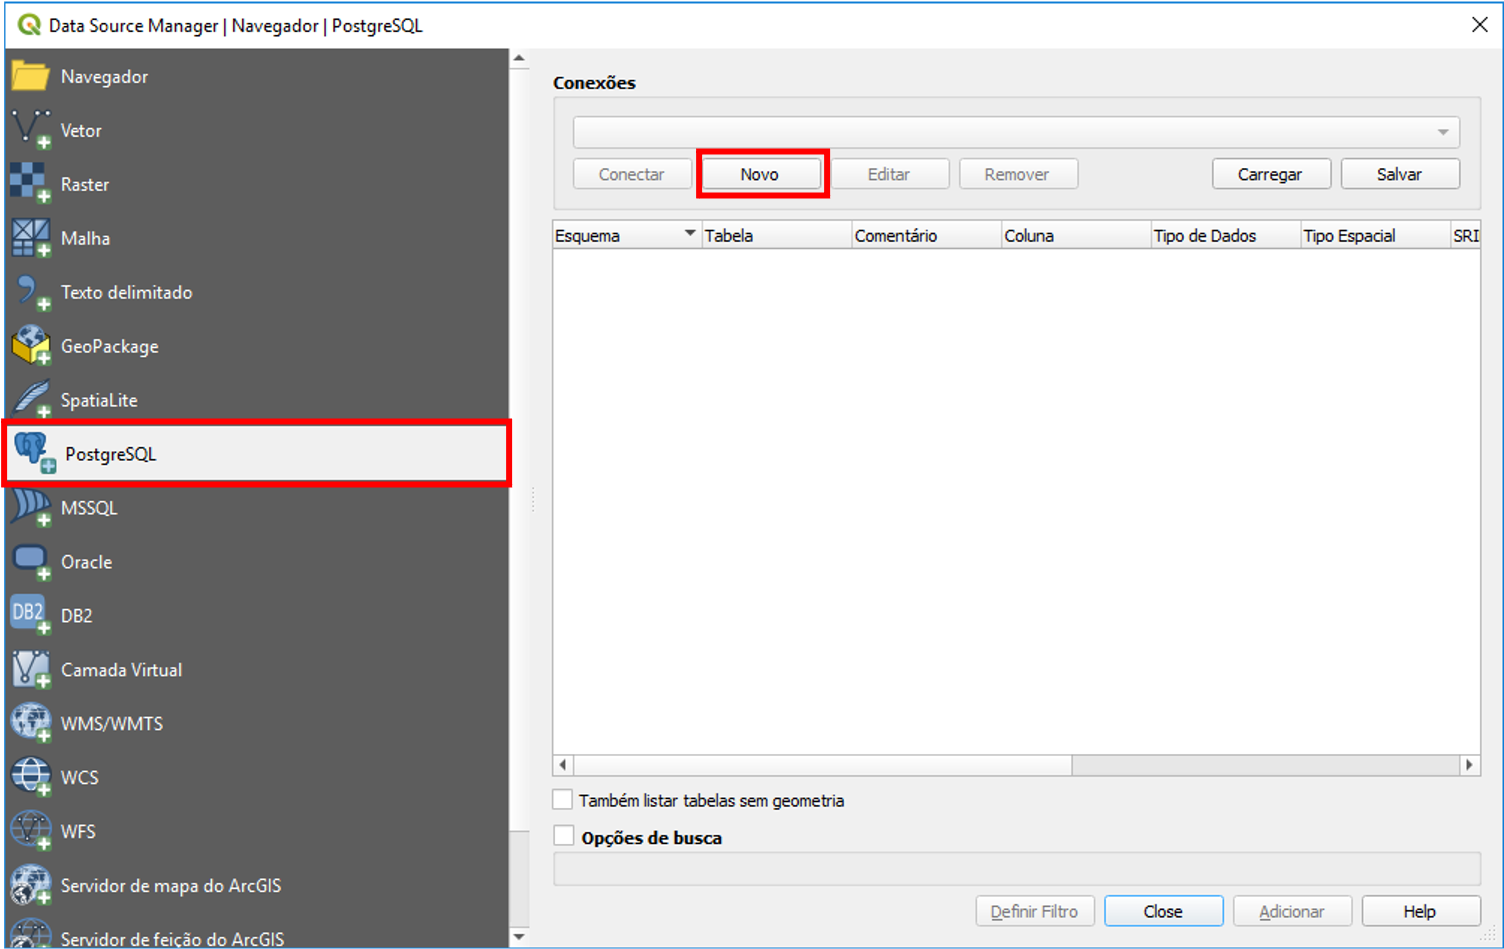 Data Source Manager | Navegador | PostgreSQL
Navegador
Vetor
Raster
Malha
Texto delimitado
GeoPackage
SpatiaLite
PostgreSQL
MSSQL
Oracle
DB2
DB2
Camada Virtual
WMS/WMTS
WCS
WFS
Servidor de mapa do ArcGIS
Servidor de feição do ArcGIS
Conexões
Conectar Novo Editar Remover Carregar Salvar
Esquema Tabela Comentário Coluna Tipo de Dados Tipo Espacial SRI
Também listar tabelas sem geometria
Opções de busca
Definir Filtro Close Adicionar Help